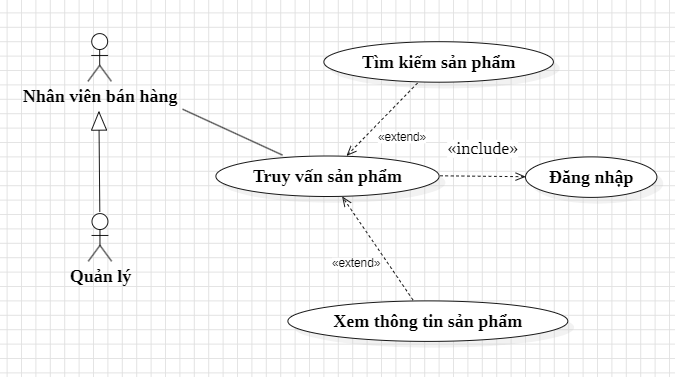 Tìm kiếm sản phẩm
Nhân viên bán hàng
«extend»
«include»
Truy vấn sản phẩm
Đăng nhập
«extend»
Quản lý
Xem thông tin sản phẩm